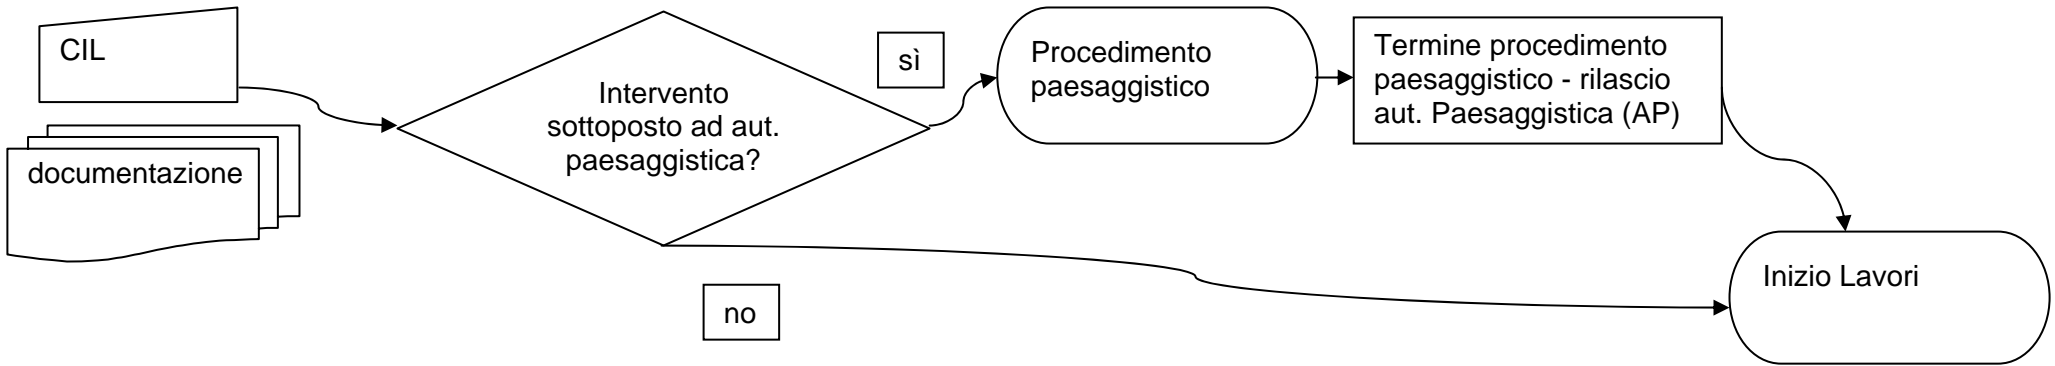 CIL
documentazione
Intervento
sottoposto ad aut.
paesaggistica?
sì
no
Procedimento
paesaggistico
Termine procedimento
paesaggistico - rilascio
aut. Paesaggistica (AP)
Inizio Lavori